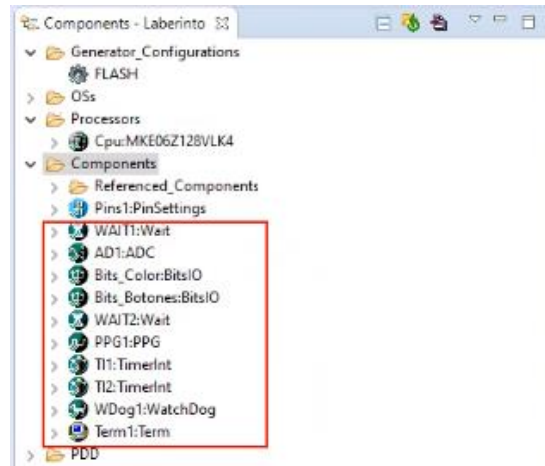 Components - Laberinto
Generator_Configurations
FLASH
OSs
Processors
Cpu:MKE06Z128VLK4
Components
Referenced_Components
Pins1:PinSettings
WAIT1:Wait
AD1:ADC
Bits_Color:BitsIO
Bits_Botones:BitsIO
WAIT2:Wait
PPG1:PPG
TI1:TimerInt
TI2:TimerInt
WDog1:WatchDog
Term1:Term
PDD